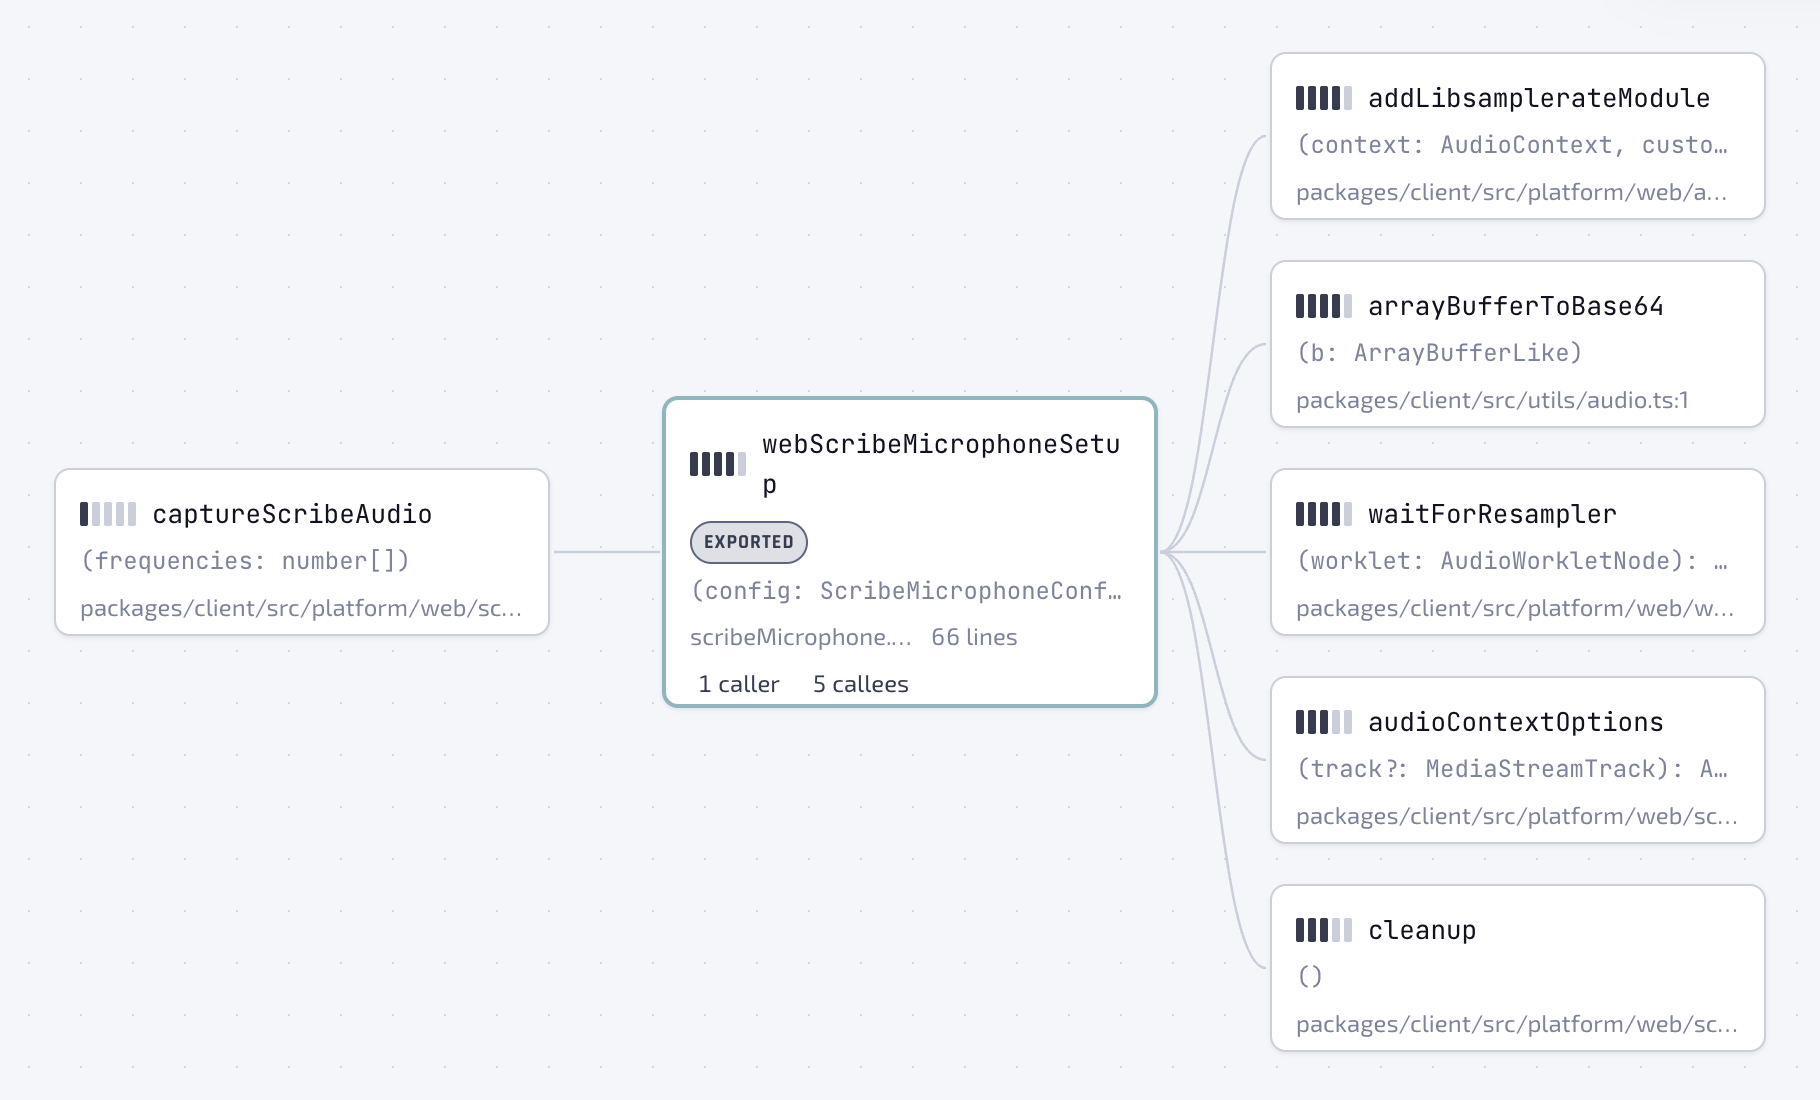 captureScribeAudio
(frequencies: number[])
packages/client/src/platform/web/sc…
webScribeMicrophoneSetu
p
EXPORTED
(config: ScribeMicrophoneConf…
scribeMicrophone.… 66 lines
1 caller 5 callees
addLibsamplerateModule
(context: AudioContext, custo…
packages/client/src/platform/web/a…
arrayBufferToBase64
(b: ArrayBufferLike)
packages/client/src/utils/audio.ts:1
waitForResampler
(worklet: AudioWorkletNode): …
packages/client/src/platform/web/w…
audioContextOptions
(track?: MediaStreamTrack): A…
packages/client/src/platform/web/sc…
cleanup
()
packages/client/src/platform/web/sc…